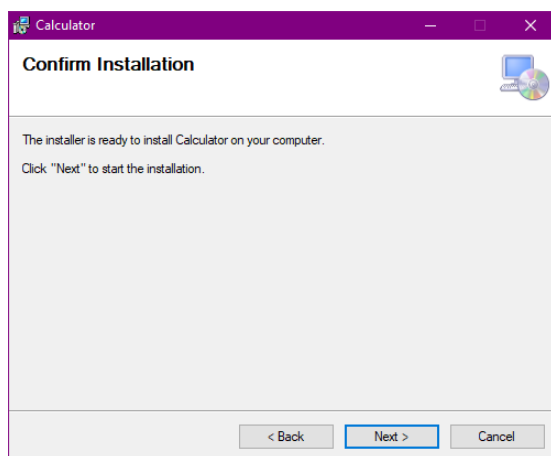 Calculator
Confirm Installation
The installer is ready to install Calculator on your computer.
Click "Next" to start the installation.
< Back
Next >
Cancel